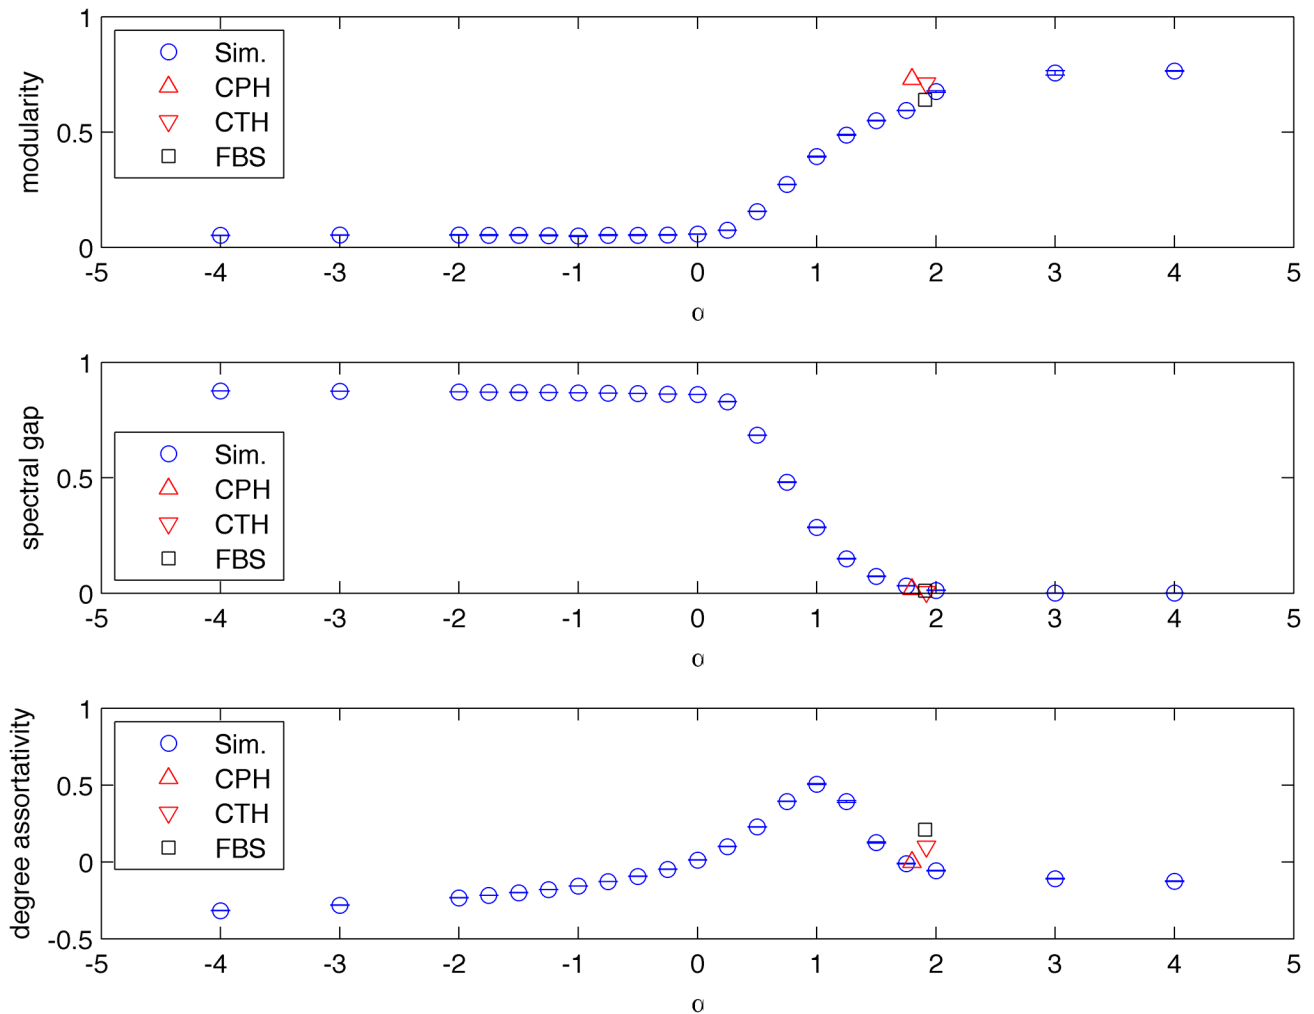 1
0.5
0
modularity
Sim.
CPH
CTH
FBS
-5 -4 -3 -2 -1 0 1 2 3 4 5
α
1
0.5
0
spectral gap
Sim.
CPH
CTH
FBS
-5 -4 -3 -2 -1 0 1 2 3 4 5
α
1
0.5
0
-0.5
degree assortativity
Sim.
CPH
CTH
FBS
-5 -4 -3 -2 -1 0 1 2 3 4 5
α